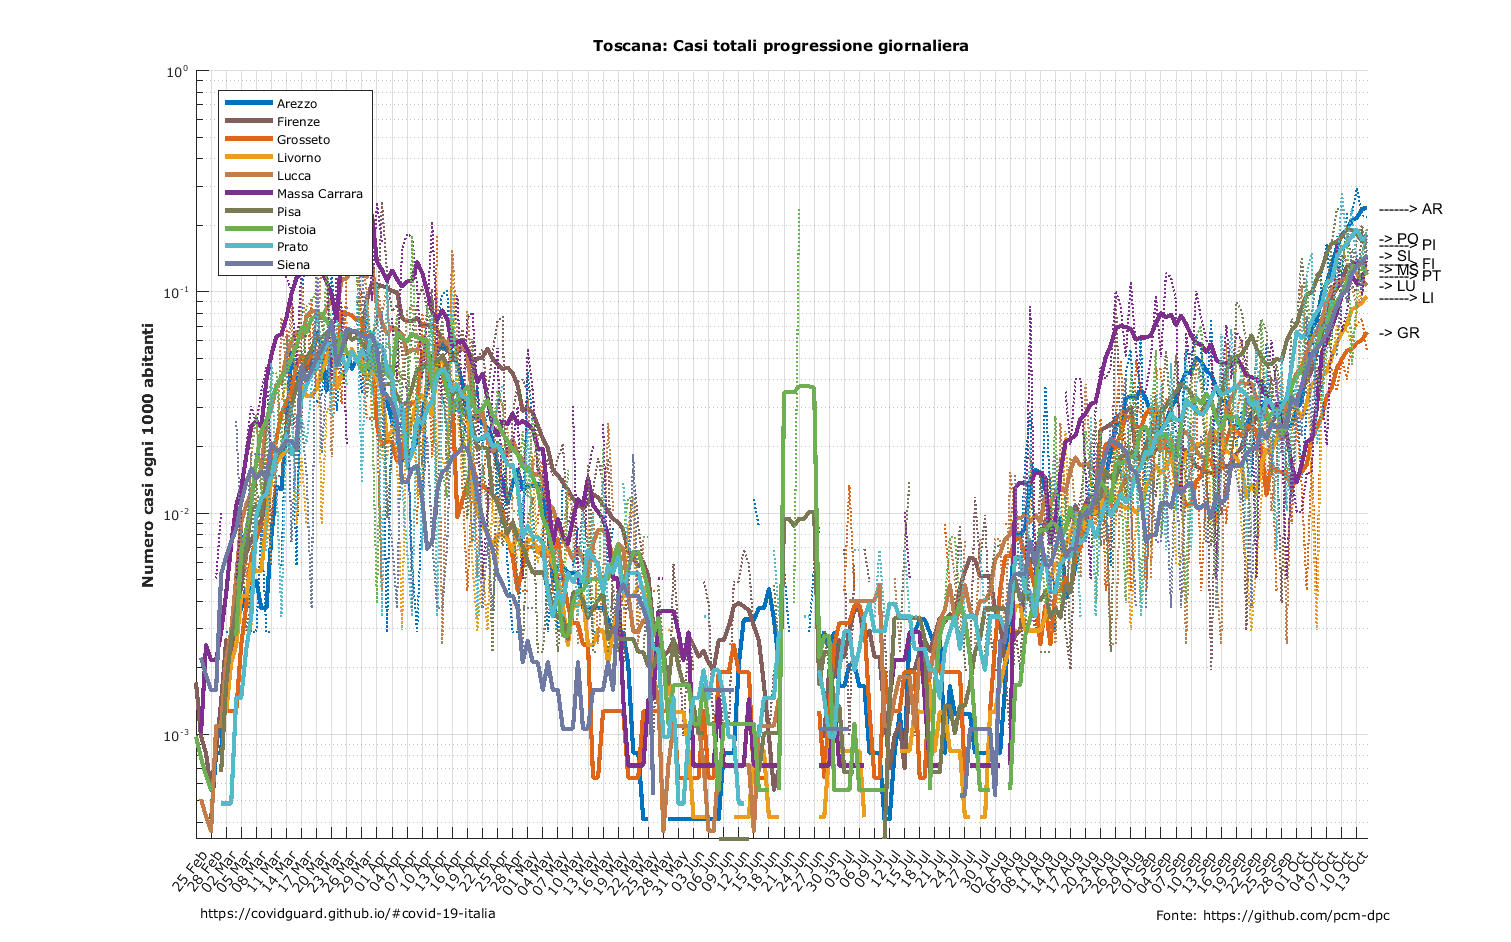 Toscana: Casi totali progressione giornaliera
Numero casi ogni 1000 abitanti
10^0
10^-1
10^-2
10^-3
Arezzo
Firenze
Grosseto
Livorno
Lucca
Massa Carrara
Pisa
Pistoia
Prato
Siena
------> AR
-> PO
------> PI
-> SI
------> FI
-> MS
------> PT
-> LU
------> LI
-> GR
25 Feb
28 Feb
02 Mar
05 Mar
08 Mar
11 Mar
14 Mar
17 Mar
20 Mar
23 Mar
26 Mar
29 Mar
01 Apr
04 Apr
07 Apr
10 Apr
13 Apr
16 Apr
19 Apr
22 Apr
25 Apr
28 Apr
01 May
04 May
07 May
10 May
13 May
16 May
19 May
22 May
25 May
28 May
31 May
03 Jun
06 Jun
09 Jun
12 Jun
15 Jun
18 Jun
21 Jun
24 Jun
27 Jun
30 Jun
03 Jul
06 Jul
09 Jul
12 Jul
15 Jul
18 Jul
21 Jul
24 Jul
27 Jul
30 Jul
02 Aug
05 Aug
08 Aug
11 Aug
14 Aug
17 Aug
20 Aug
23 Aug
26 Aug
29 Aug
01 Sep
04 Sep
07 Sep
10 Sep
13 Sep
16 Sep
19 Sep
22 Sep
25 Sep
28 Sep
01 Oct
04 Oct
07 Oct
10 Oct
13 Oct
https://covidguard.github.io/#covid-19-italia
Fonte: https://github.com/pcm-dpc